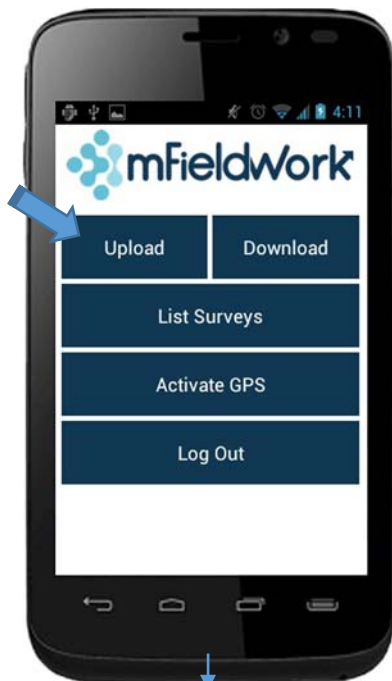 4:11
mFieldWork
Upload Download
List Surveys
Activate GPS
Log Out